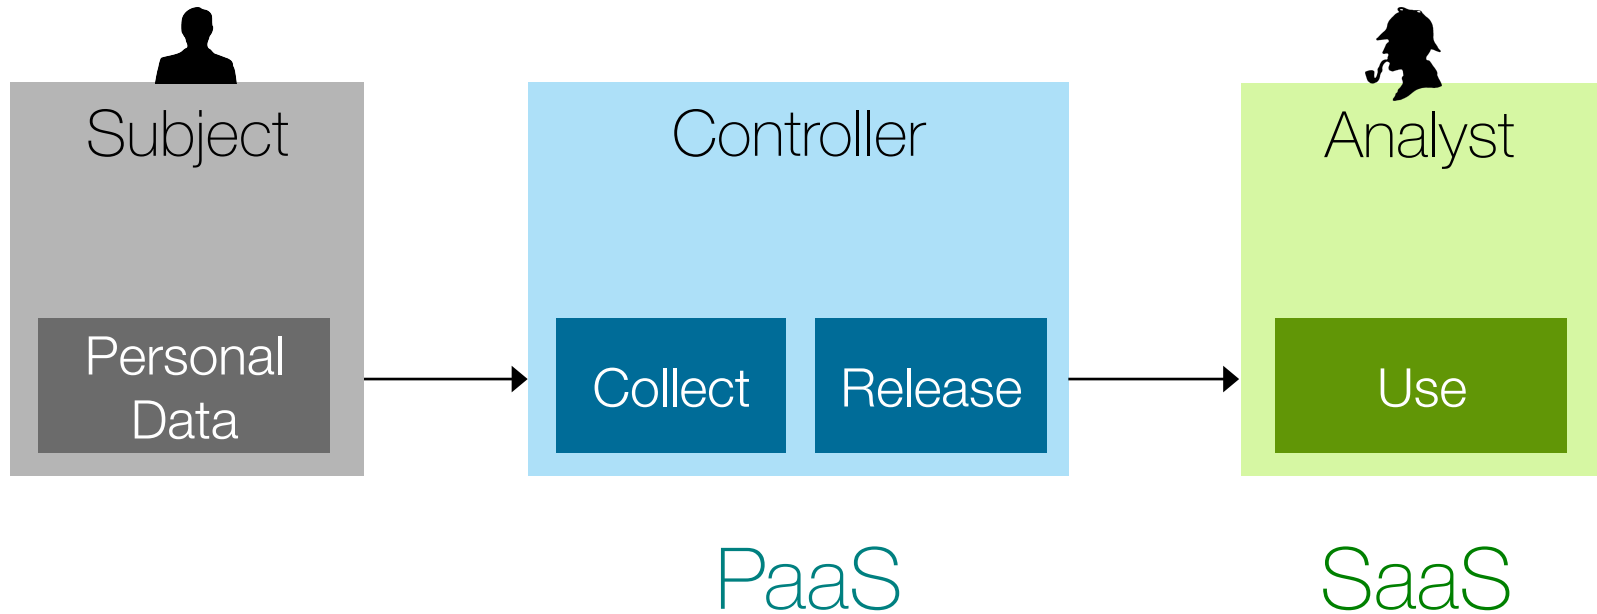 Subject
Controller
Analyst
Personal
Data
Collect
Release
Use
PaaS
SaaS